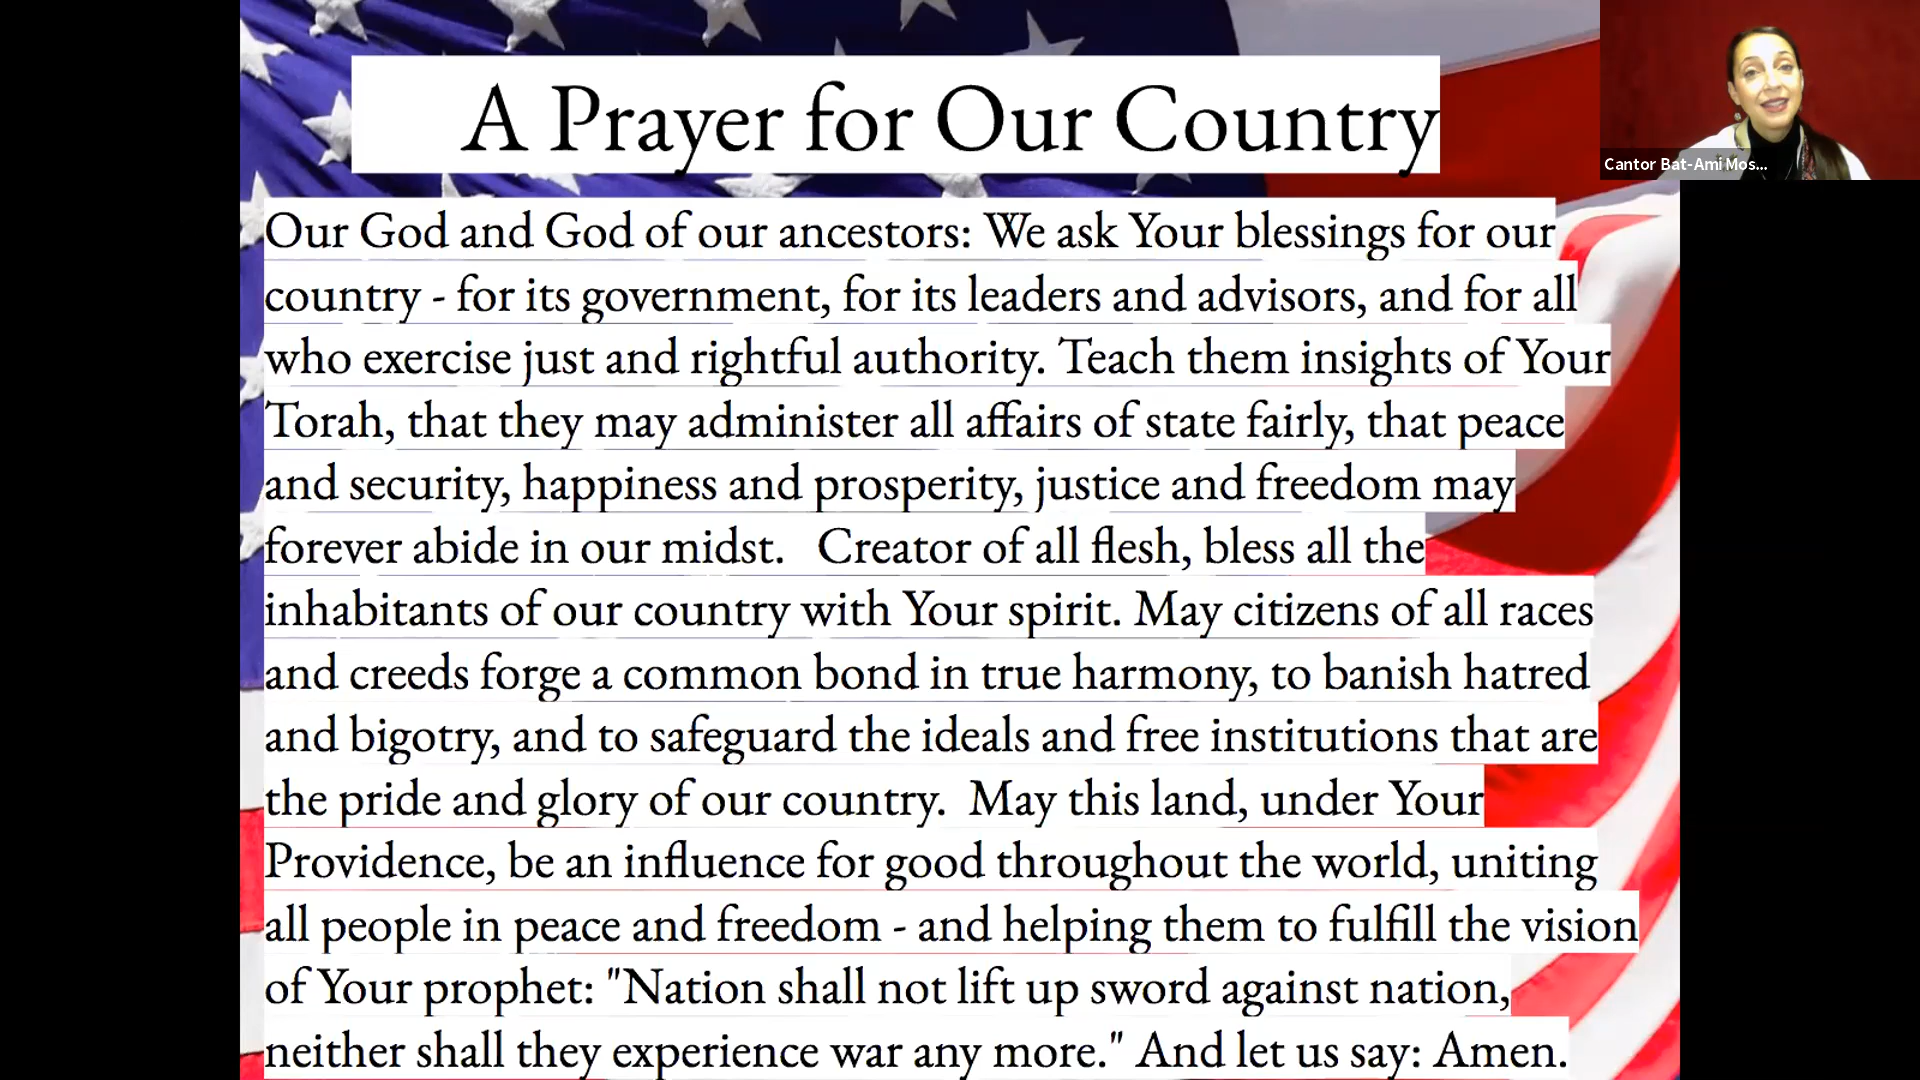 A Prayer for Our Country
Cantor Bat-Ami Mos...
Our God and God of our ancestors: We ask Your blessings for our
country - for its government, for its leaders and advisors, and for all
who exercise just and rightful authority. Teach them insights of Your
Torah, that they may administer all affairs of state fairly, that peace
and security, happiness and prosperity, justice and freedom may
forever abide in our midst.   Creator of all flesh, bless all the
inhabitants of our country with Your spirit. May citizens of all races
and creeds forge a common bond in true harmony, to banish hatred
and bigotry, and to safeguard the ideals and free institutions that are
the pride and glory of our country.  May this land, under Your
Providence, be an influence for good throughout the world, uniting
all people in peace and freedom - and helping them to fulfill the vision
of Your prophet: "Nation shall not lift up sword against nation,
neither shall they experience war any more." And let us say: Amen.